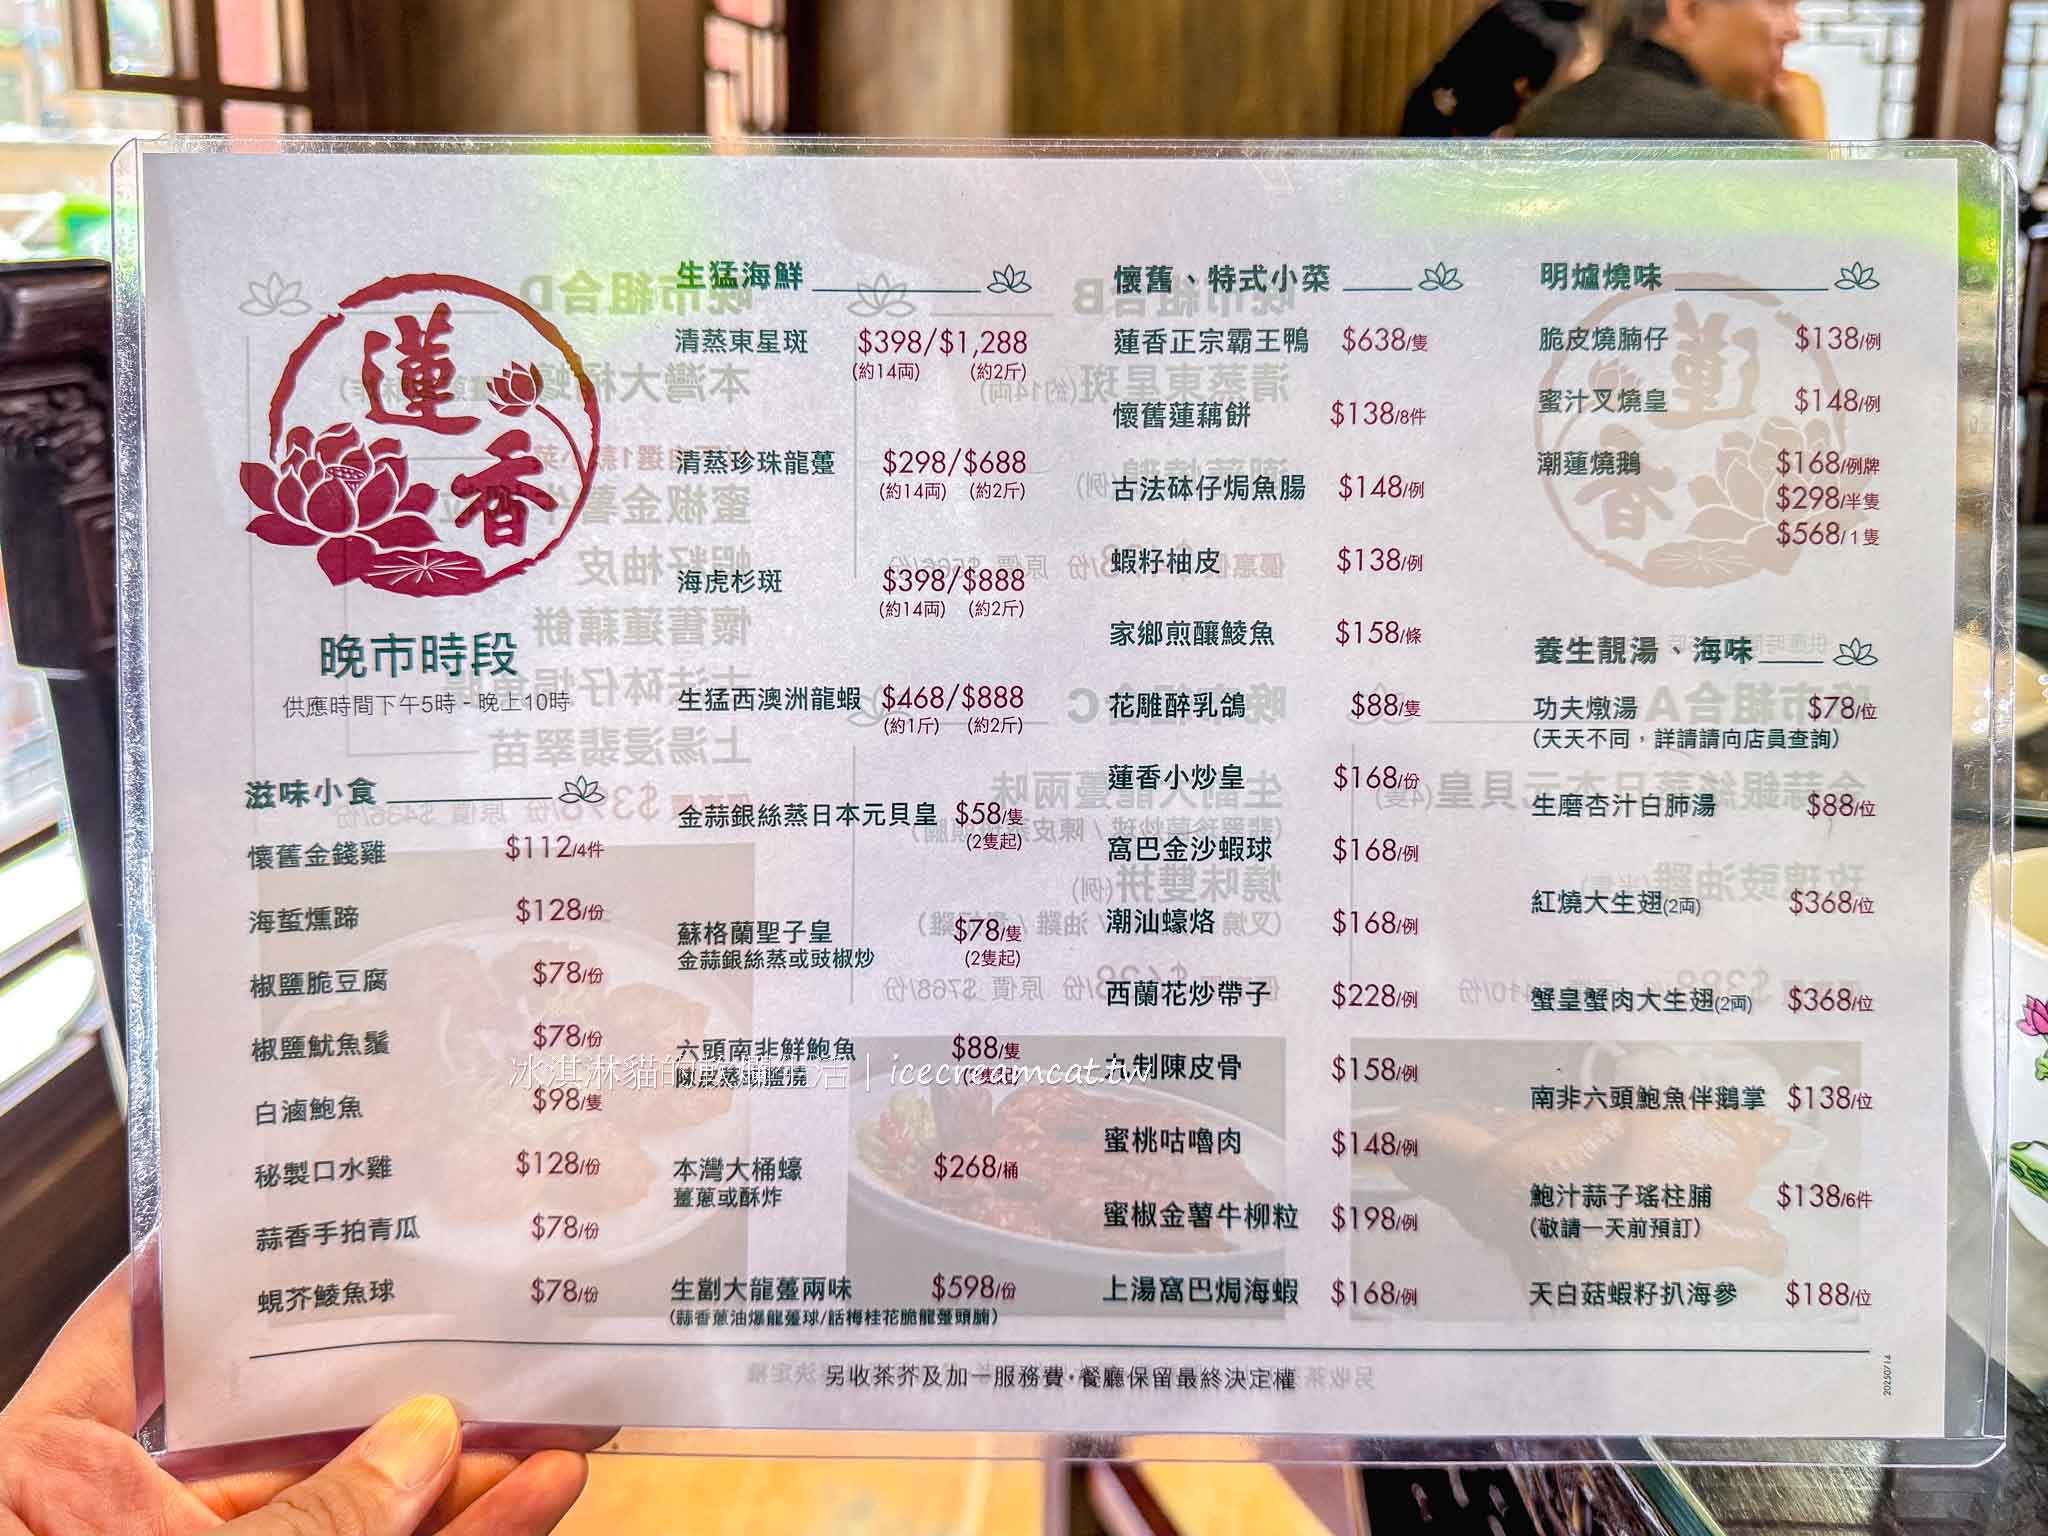 蓮香
晚市時段
供應時間下午5時 - 晚上10時
滋味小食
懷舊金錢雞 $112/4件
海蜇燻蹄 $128/份
椒鹽脆豆腐 $78/份
椒鹽魷魚鬚 $78/份
白滷鮑魚 $98/隻
秘製口水雞 $128/份
蒜香手拍青瓜 $78/份
蜆芥鯪魚球 $78/份
生猛海鮮
清蒸東星斑 $398/$1,288
(約14両) (約2斤)
清蒸珍珠龍躉 $298/$688
(約14両) (約2斤)
海虎杉斑 $398/$888
(約14両) (約2斤)
生猛西澳洲龍蝦 $468/$888
(約1斤) (約2斤)
金蒜銀絲蒸日本元貝皇 $58/隻
(2隻起)
蘇格蘭聖子皇 $78/隻
金蒜銀絲蒸或豉椒炒 (2隻起)
六頭南非鮮鮑魚 $88/隻
本灣大桶蠔 $268/桶
薑蔥或酥炸
生劏大龍躉兩味 $598/份
(蒜香蔥油爆龍躉球/話梅桂花脆龍躉頭腩)
懷舊、特式小菜
蓮香正宗霸王鴨 $638/隻
懷舊蓮藕餅 $138/8件
古法砵仔焗魚腸 $148/例
蝦籽柚皮 $138/例
家鄉煎釀鯪魚 $158/條
花雕醉乳鴿 $88/隻
蓮香小炒皇 $168/份
窩巴金沙蝦球 $168/例
潮汕蠔烙 $168/例
西蘭花炒帶子 $228/例
九制陳皮骨 $158/例
蜜桃咕嚕肉 $148/例
蜜椒金薯牛柳粒 $198/例
上湯窩巴焗海蝦 $168/例
明爐燒味
脆皮燒腩仔 $138/例
蜜汁叉燒皇 $148/例
潮蓮燒鵝 $168/例牌
$298/半隻
$568/1隻
養生靚湯、海味
功夫燉湯 $78/位
(天天不同，詳請請向店員查詢)
生磨杏汁白肺湯 $88/位
紅燒大生翅(2両) $368/位
蟹皇蟹肉大生翅(2両) $368/位
南非六頭鮑魚伴鵝掌 $138/位
鮑汁蒜子瑤柱脯 $138/6件
(敬請一天前預訂)
天白菇蝦籽扒海參 $188/位
另收茶芥及加一服務費·餐廳保留最終決定權
20250714
冰淇淋貓的軟爛生活｜icecreamcat.tw